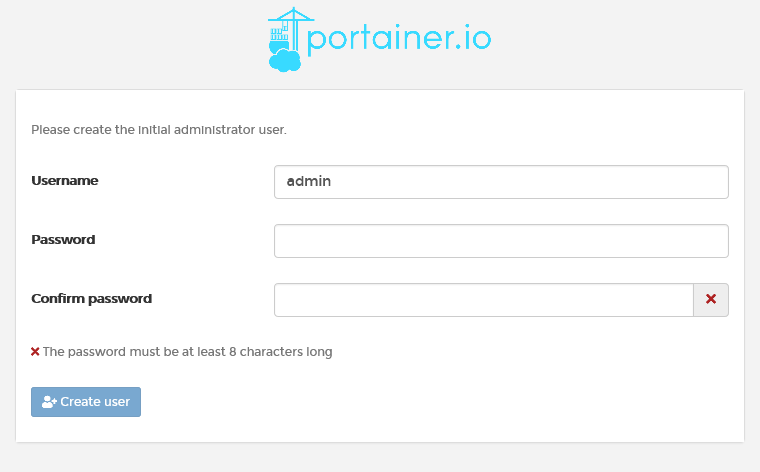 portainer.io
Please create the initial administrator user.
Username
admin
Password
Confirm password
The password must be at least 8 characters long
Create user